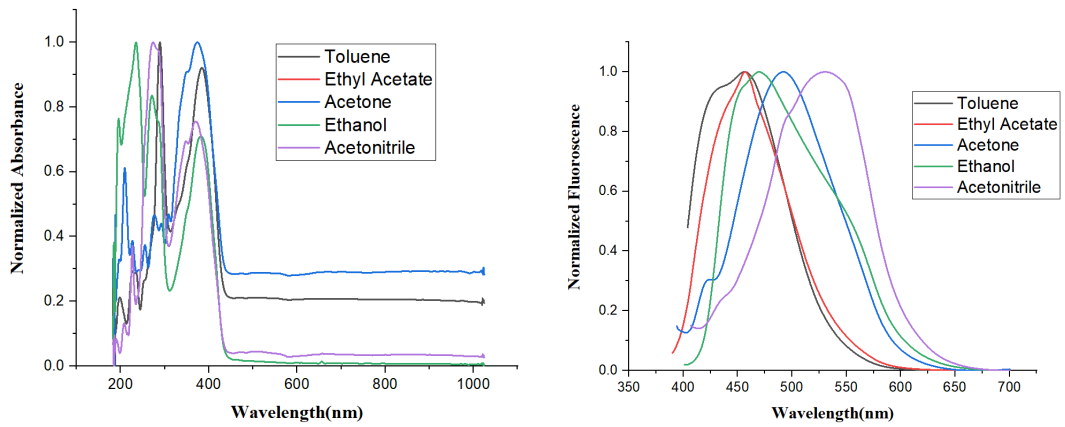 Normalized Absorbance
1.0
0.8
0.6
0.4
0.2
0.0
200
400
600
800
1000
Wavelength(nm)
Toluene
Ethyl Acetate
Acetone
Ethanol
Acetonitrile
Normalized Fluoroscence
1.0
0.8
0.6
0.4
0.2
0.0
350
400
450
500
550
600
650
700
Wavelength(nm)
Toluene
Ethyl Acetate
Acetone
Ethanol
Acetonitrile